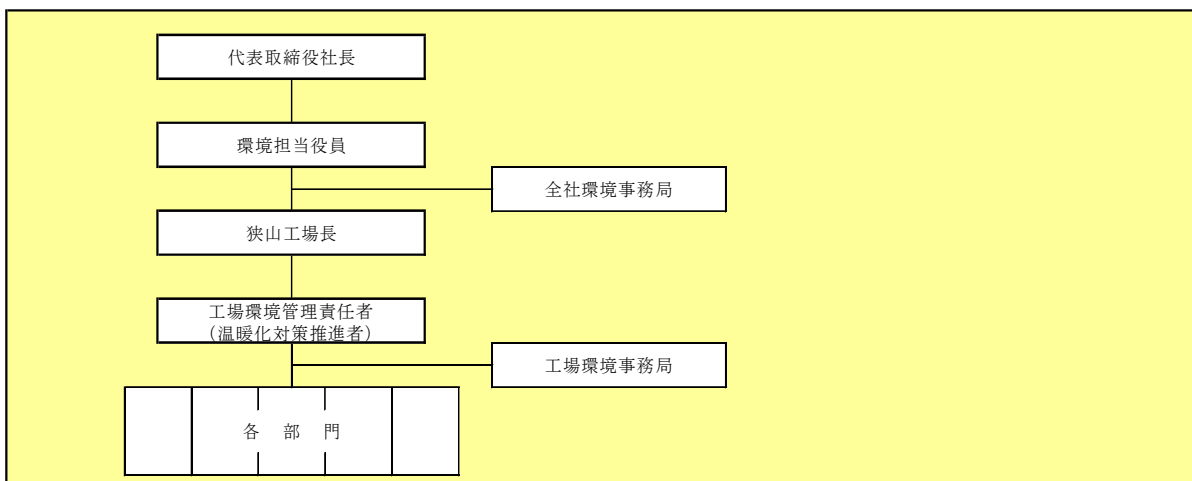 代表取締役社長
環境担当役員
全社環境事務局
狭山工場長
工場環境管理責任者
(温暖化対策推進者)
工場環境事務局
各部門